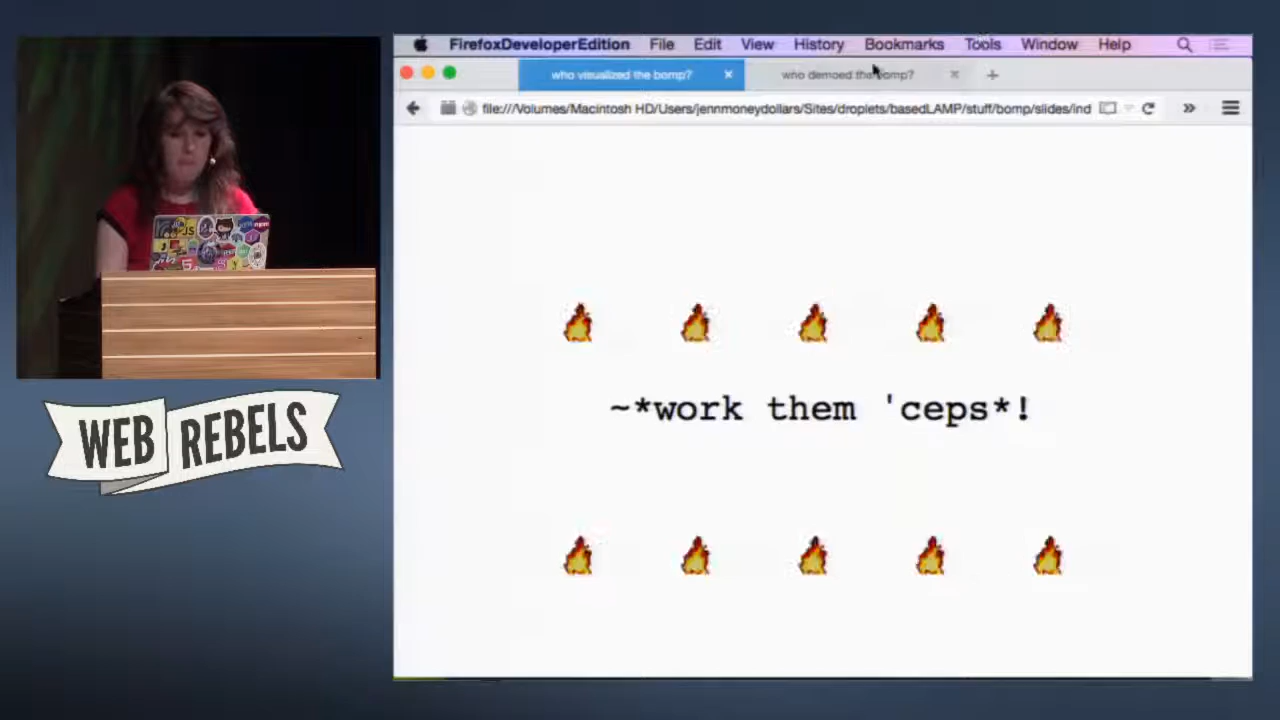 FirefoxDeveloperEdition File Edit View History Bookmarks Tools Window Help
who visualized the bomp? who demoed the bomp?
file:///Volumes/Macintosh HD/Users/jennmoneydollars/Sites/droplets/basedLAMP/stuff/bomp/slides/ind
~*work them 'ceps*!
WEB REBELS